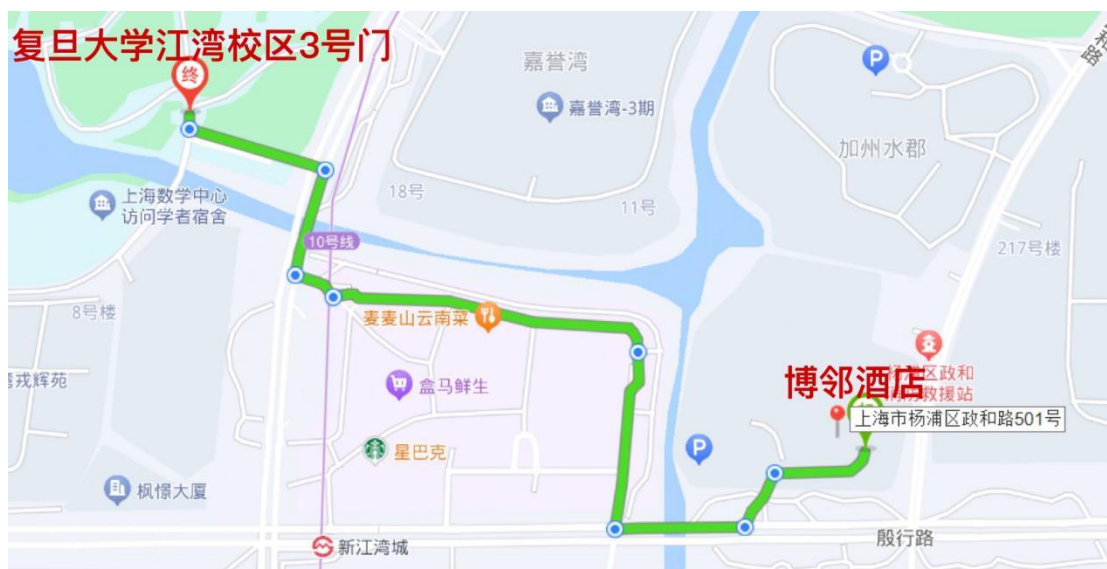 复旦大学江湾校区3号门
终
嘉誉湾
P
嘉誉湾-3期
加州水郡
上海数学中心
访问学者宿舍
18号
11号
10号线
217号楼
8号楼
麦麦山云南菜
盒马鲜生
博邻酒店
上海市杨浦区政和路501号
星巴克
P
枫憬大厦
新江湾城
殷行路